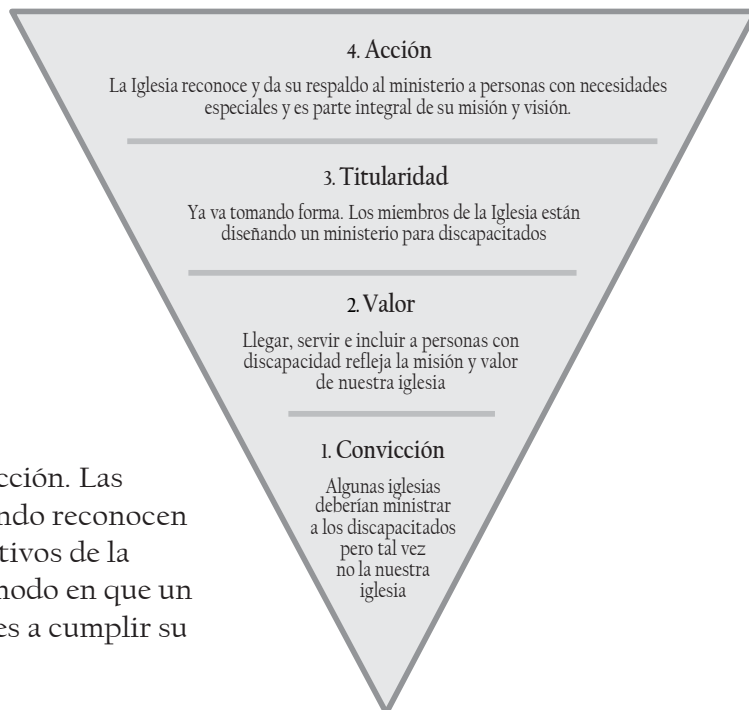 4. Acción
La Iglesia reconoce y da su respaldo al ministerio a personas con necesidades
especiales y es parte integral de su misión y visión.
3. Titularidad
Ya va tomando forma. Los miembros de la Iglesia están
diseñando un ministerio para discapacitados
2. Valor
Llegar, servir e incluir a personas con
discapacidad refleja la misión y valor
de nuestra iglesia
1. Convicción
Algunas iglesias
deberían ministrar
a los discapacitados
pero tal vez
no la nuestra
iglesia
cción. Las
ndo reconocen
tivos de la
modo en que un
es a cumplir su